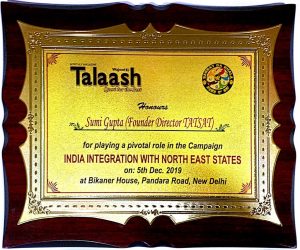 Talaash
Honours
Sumi Gupta (Founder Director TATSAT)
for playing a pivotal role in the Campaign
INDIA INTEGRATION WITH NORTH EAST STATES
on: 5th Dec. 2019
at Bikaner House, Pandara Road, New Delhi